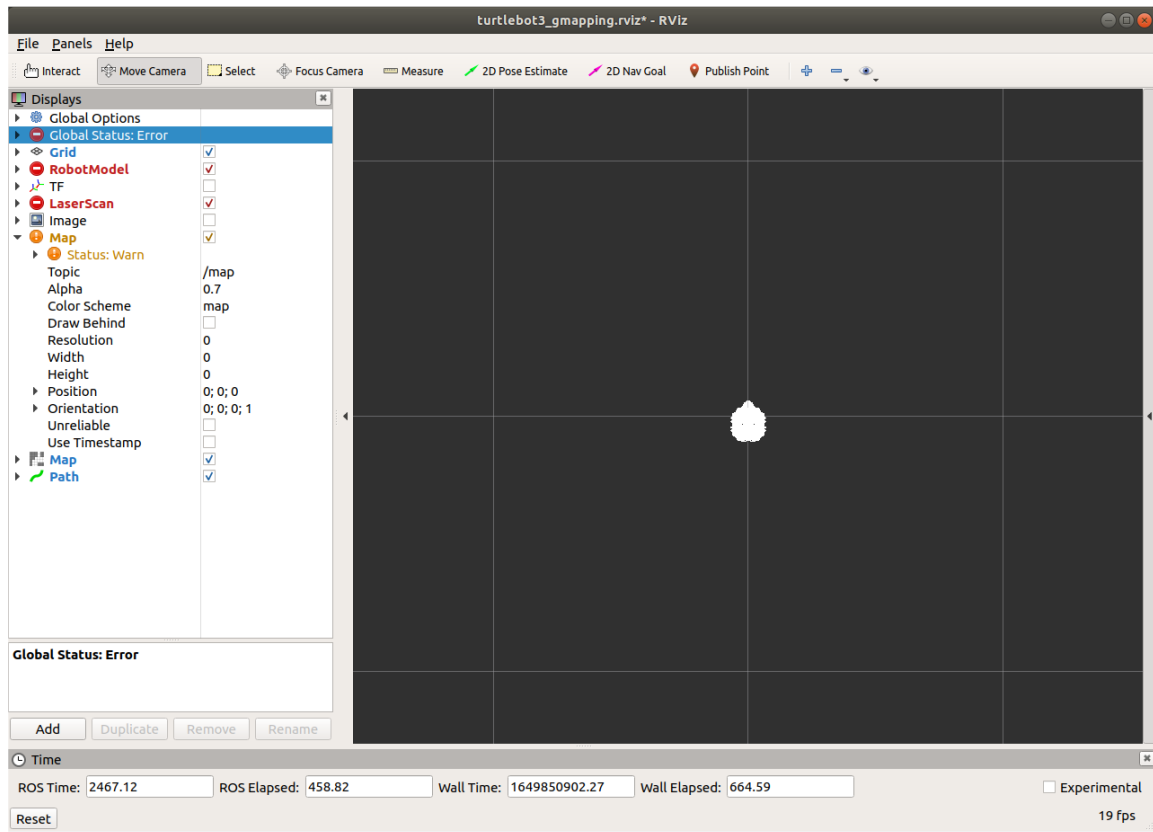 turtlebot3_gmapping.rviz* - RViz
File Panels Help
Interact Move Camera Select Focus Camera Measure 2D Pose Estimate 2D Nav Goal Publish Point
Displays
Global Options
Global Status: Error
Grid
RobotModel
TF
LaserScan
Image
Map
Status: Warn
Topic /map
Alpha 0.7
Color Scheme map
Draw Behind
Resolution 0
Width 0
Height 0
Position 0; 0; 0
Orientation 0; 0; 0; 1
Unreliable
Use Timestamp
Map
Path
Global Status: Error
Add Duplicate Remove Rename
Time
ROS Time: 2467.12 ROS Elapsed: 458.82 Wall Time: 1649850902.27 Wall Elapsed: 664.59 Experimental
Reset 19 fps